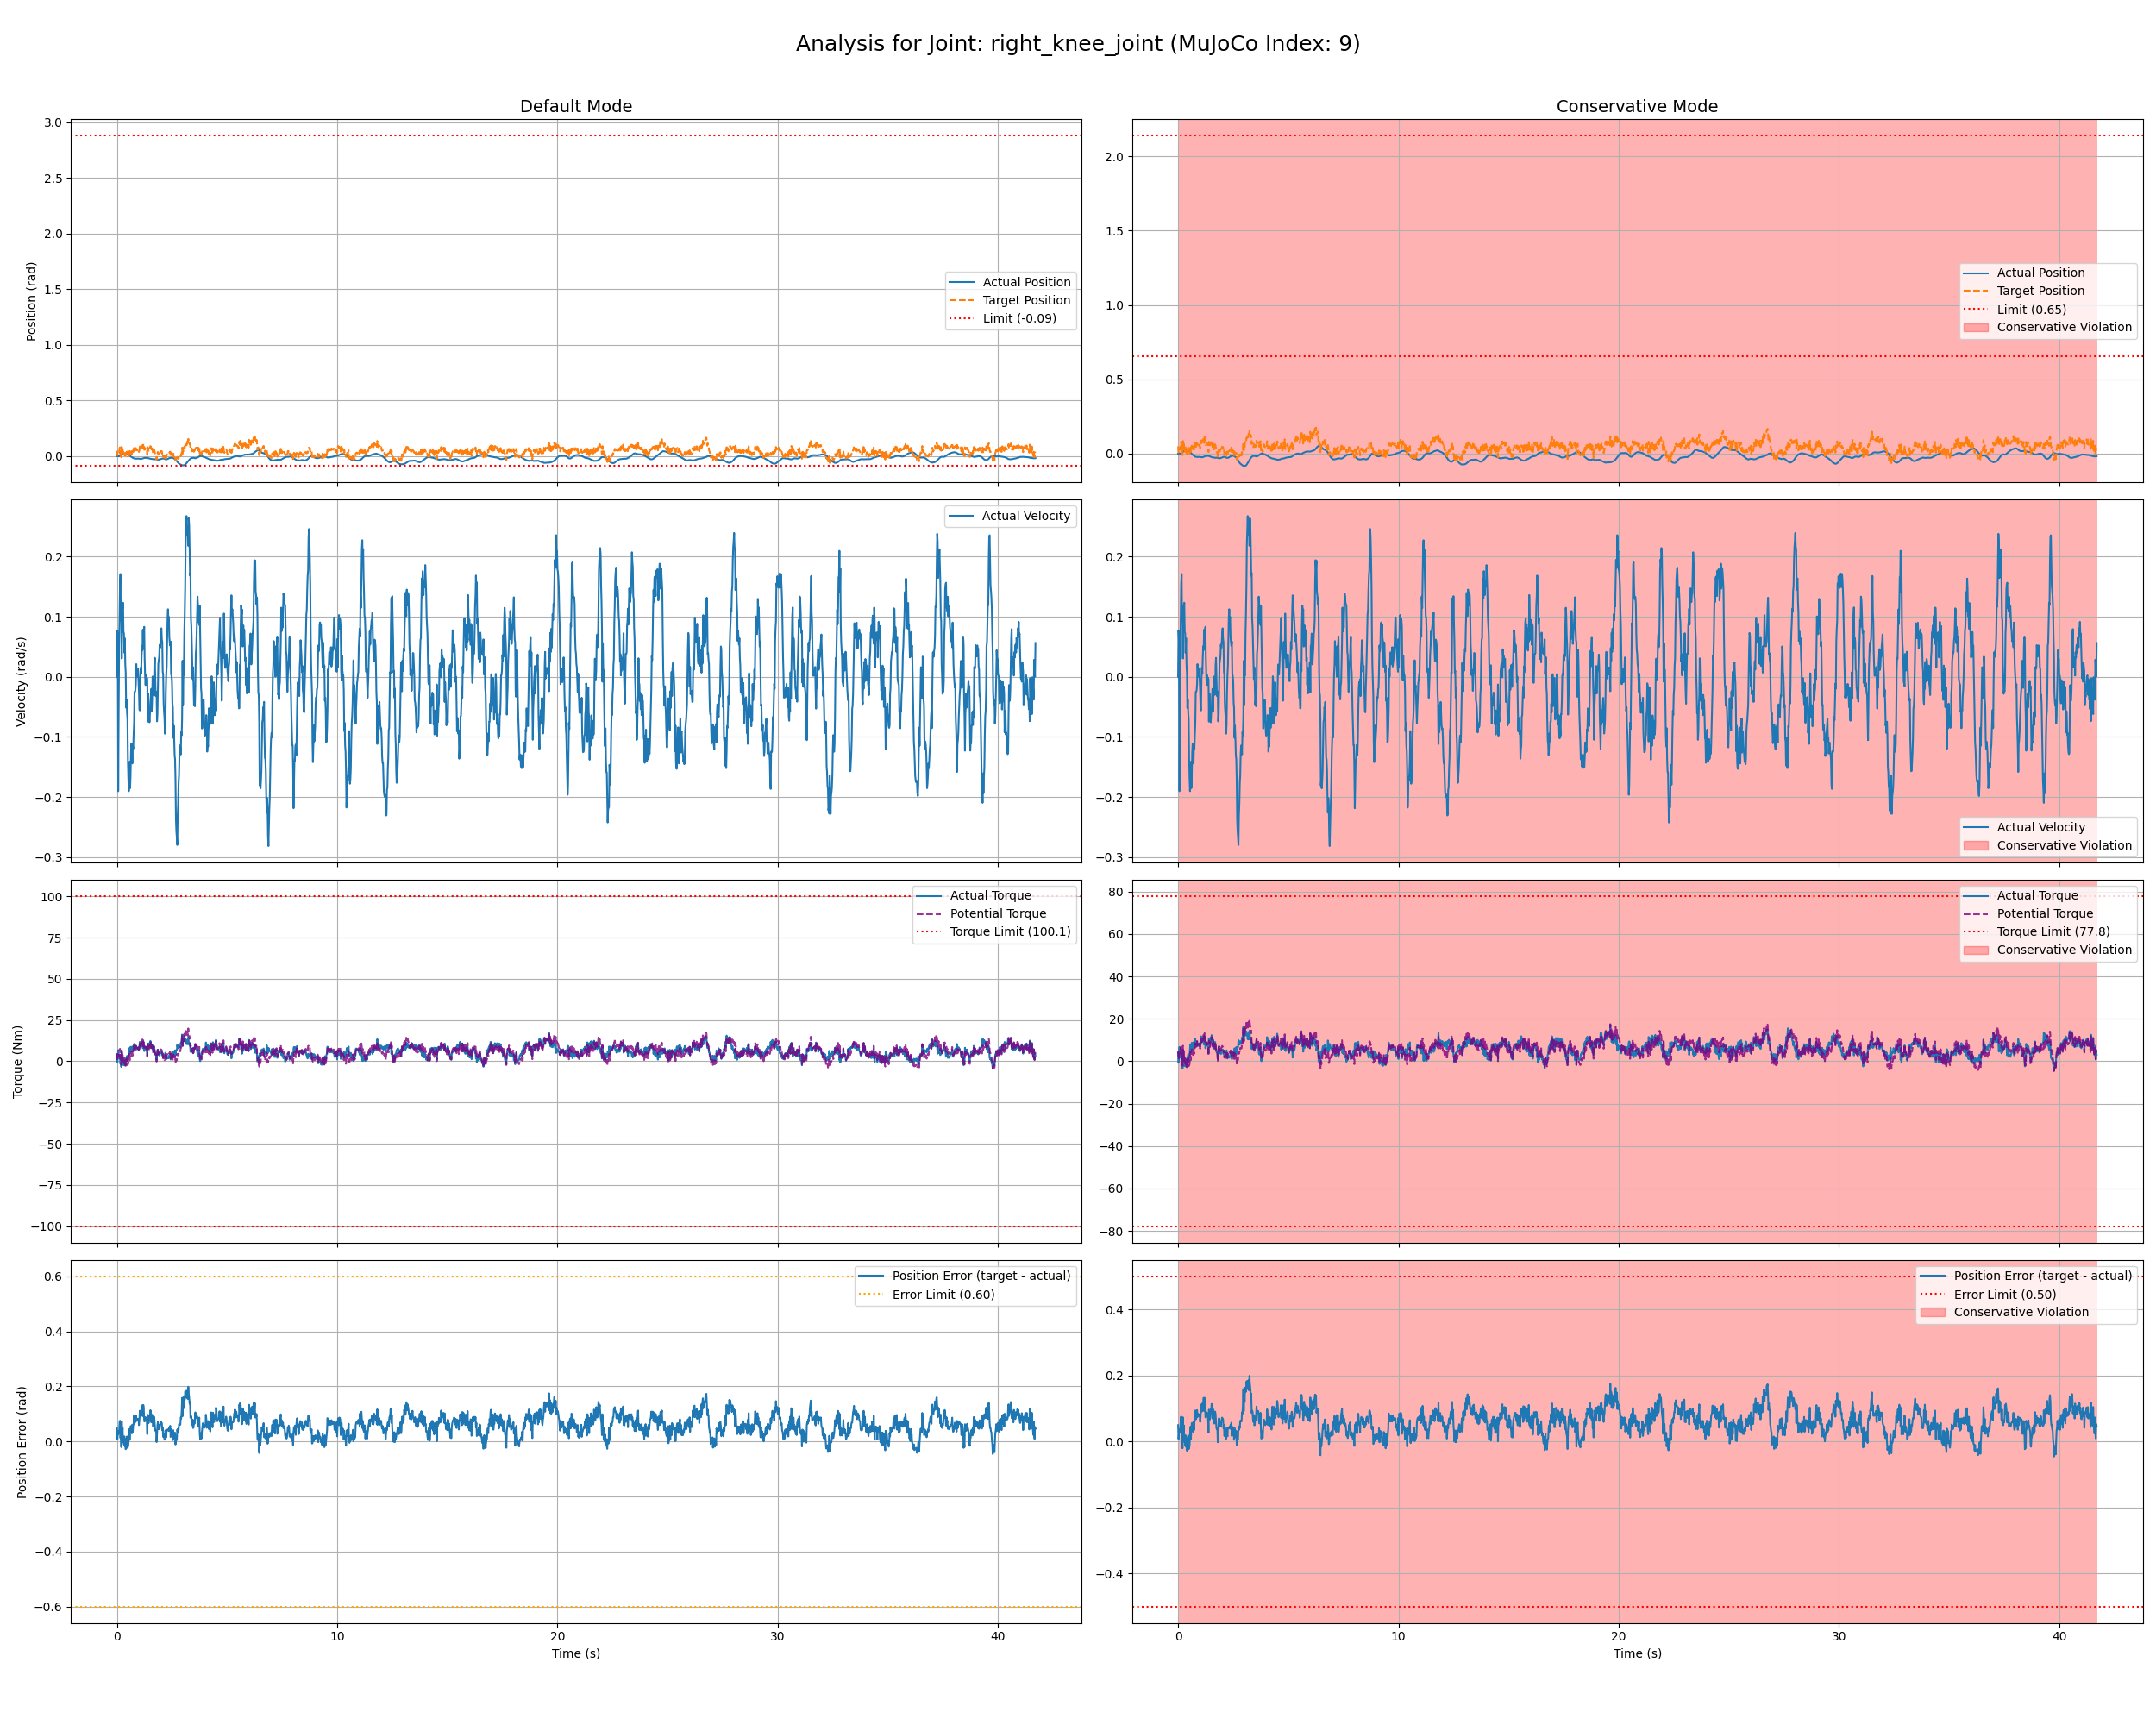 Analysis for Joint: right_knee_joint (MuJoCo Index: 9)
Default Mode
Conservative Mode
Position (rad)
3.0
2.5
2.0
1.5
1.0
0.5
0.0
Actual Position
Target Position
Limit (-0.09)
2.0
1.5
1.0
0.5
0.0
Actual Position
Target Position
Limit (0.65)
Conservative Violation
Velocity (rad/s)
0.2
0.1
0.0
−0.1
−0.2
−0.3
Actual Velocity
0.2
0.1
0.0
−0.1
−0.2
−0.3
Actual Velocity
Conservative Violation
Torque (Nm)
100
75
50
25
0
−25
−50
−75
−100
Actual Torque
Potential Torque
Torque Limit (100.1)
80
60
40
20
0
−20
−40
−60
−80
Actual Torque
Potential Torque
Torque Limit (77.8)
Conservative Violation
Position Error (rad)
0.6
0.4
0.2
0.0
−0.2
−0.4
−0.6
Position Error (target - actual)
Error Limit (0.60)
0 10 20 30 40
Time (s)
0.4
0.2
0.0
−0.2
−0.4
Position Error (target - actual)
Error Limit (0.50)
Conservative Violation
0 10 20 30 40
Time (s)